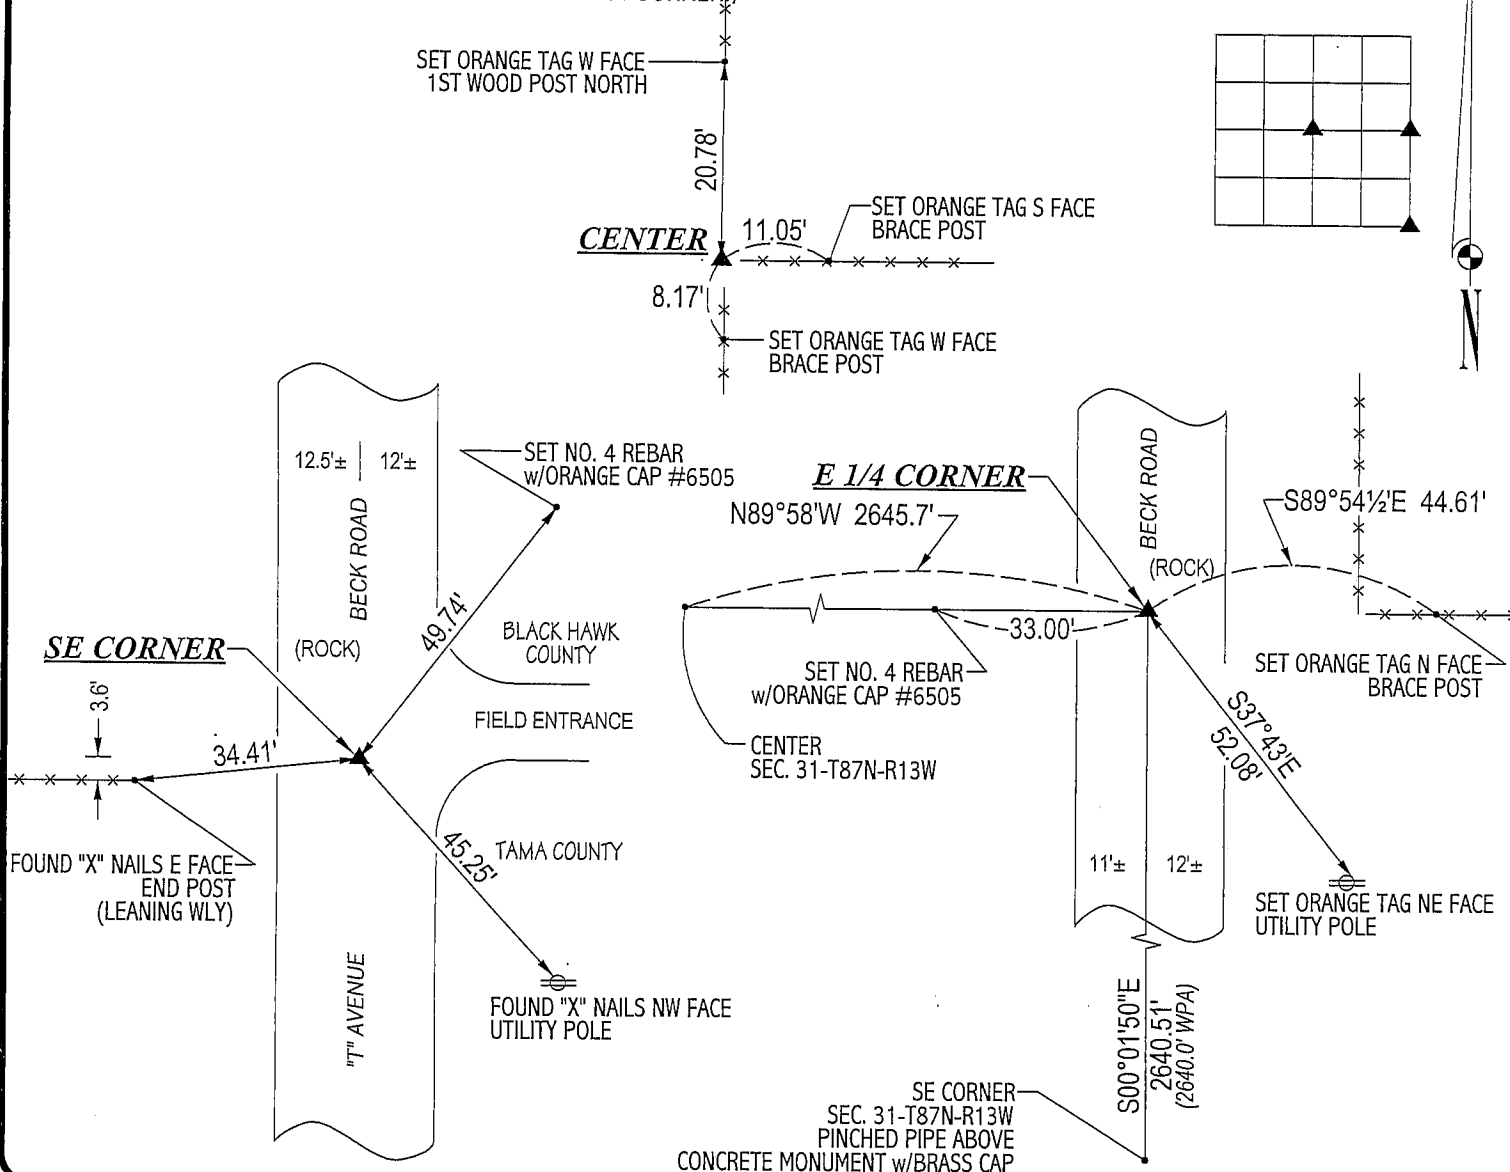 SET ORANGE TAG W FACE
1ST WOOD POST NORTH
20.78'
SET ORANGE TAG S FACE
BRACE POST
11.05'
CENTER
8.17'
SET ORANGE TAG W FACE
BRACE POST
N
12.5'± 12'±
BECK ROAD
(ROCK)
SET NO. 4 REBAR
w/ORANGE CAP #6505
49.74'
BLACK HAWK
COUNTY
SE CORNER
3.6'
34.41'
FIELD ENTRANCE
FOUND "X" NAILS E FACE
END POST
(LEANING WLY)
45.25'
TAMA COUNTY
"T" AVENUE
FOUND "X" NAILS NW FACE
UTILITY POLE
E 1/4 CORNER
N89°58'W 2645.7'
BECK ROAD
(ROCK)
S89°54½'E 44.61'
33.00'
SET NO. 4 REBAR
w/ORANGE CAP #6505
SET ORANGE TAG N FACE
BRACE POST
CENTER
SEC. 31-T87N-R13W
S37°43'E
52.08'
11'± 12'±
SET ORANGE TAG NE FACE
UTILITY POLE
S00°01'50"E
2640.51'
(2640.0' WPA)
SE CORNER
SEC. 31-T87N-R13W
PINCHED PIPE ABOVE
CONCRETE MONUMENT w/BRASS CAP